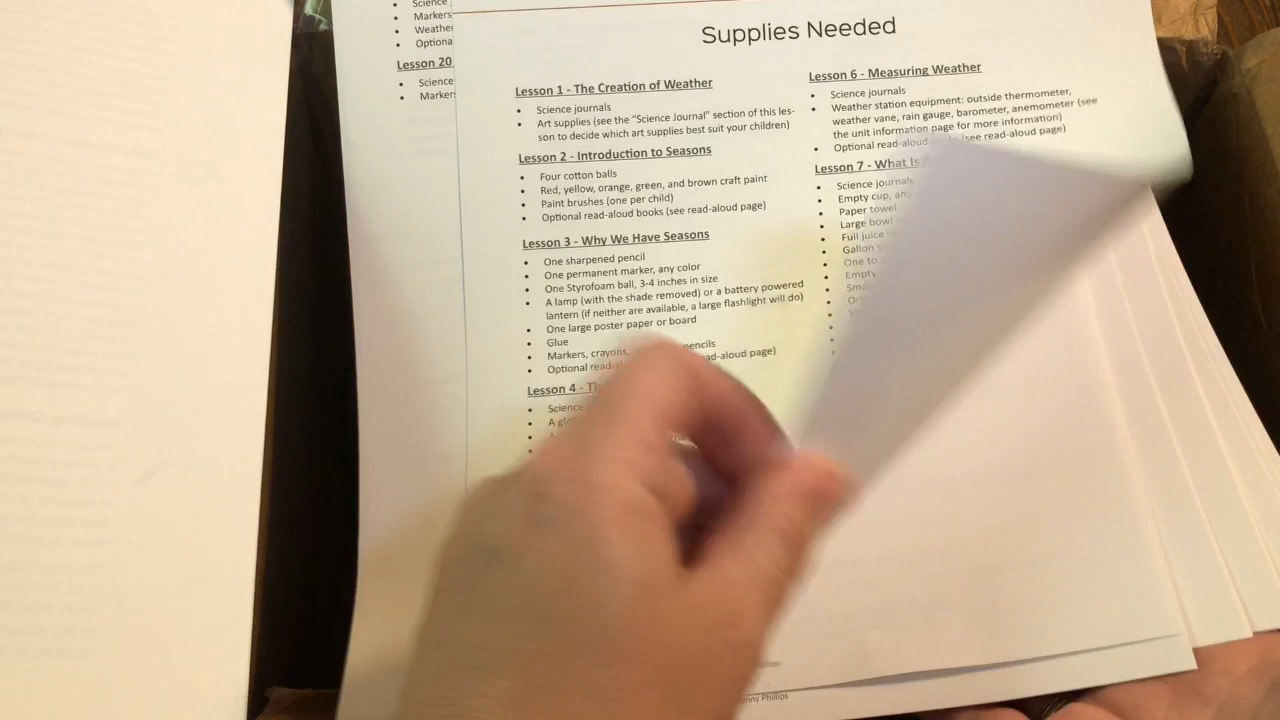 Science
Markers
Weather
Optiona
Lesson 20
Science
Markers
Supplies Needed
Lesson 1 - The Creation of Weather
• Science journals
• Art supplies (see the "Science Journal" section of this les-
son to decide which art supplies best suit your children)
Lesson 2 - Introduction to Seasons
• Four cotton balls
• Red, yellow, orange, green, and brown craft paint
• Paint brushes (one per child)
• Optional read-aloud books (see read-aloud page)
Lesson 3 - Why We Have Seasons
• One sharpened pencil
• One permanent marker, any color
• One Styrofoam ball, 3-4 inches in size
• A lamp (with the shade removed) or a battery powered
lantern (if neither are available, a large flashlight will do)
• One large poster paper or board
• Glue
• Markers, crayons, pencils
• Optional read-aloud page)
Lesson 4 -
• Science
• A
Lesson 6 - Measuring Weather
• Science journals
• Weather station equipment: outside thermometer,
weather vane, rain gauge, barometer, anemometer (see
the unit information page for more information)
• Optional read-aloud (see read-aloud page)
Lesson 7 - What Is
• Science journals
• Empty cup,
• Paper towel
• Large bowl
• Full juice
• Gallon
• One to
• Empty
Phillips